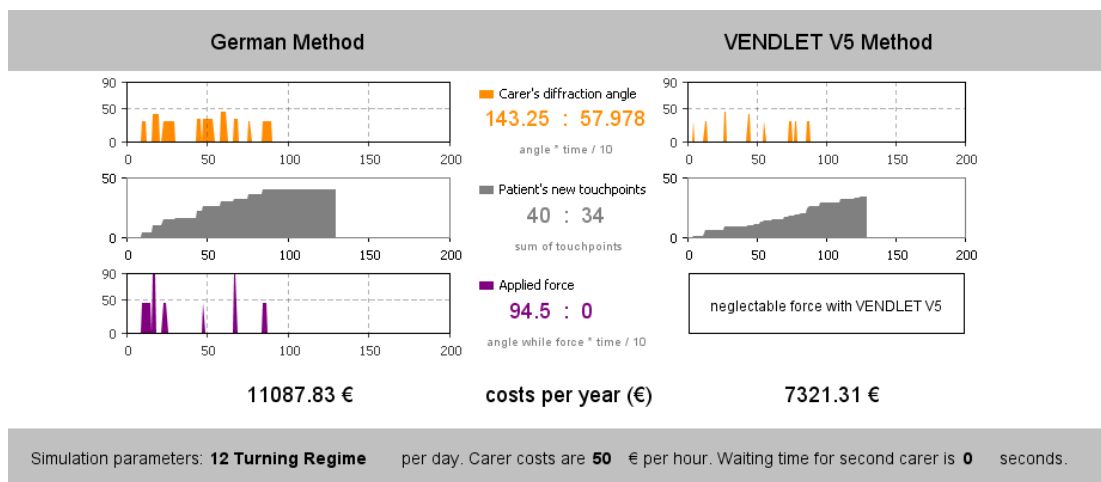 German Method VENDLET V5 Method
90
50
0
0 50 100 150 200
Carer's diffraction angle
143.25 : 57.978
angle * time / 10
90
50
0
0 50 100 150 200
50
0
0 50 100 150 200
Patient's new touchpoints
40 : 34
sum of touchpoints
50
0
0 50 100 150 200
90
50
0
0 50 100 150 200
Applied force
94.5 : 0
angle while force * time / 10
neglectable force with VENDLET V5
11087.83 € costs per year (€) 7321.31 €
Simulation parameters: 12 Turning Regime per day. Carer costs are 50 € per hour. Waiting time for second carer is 0 seconds.